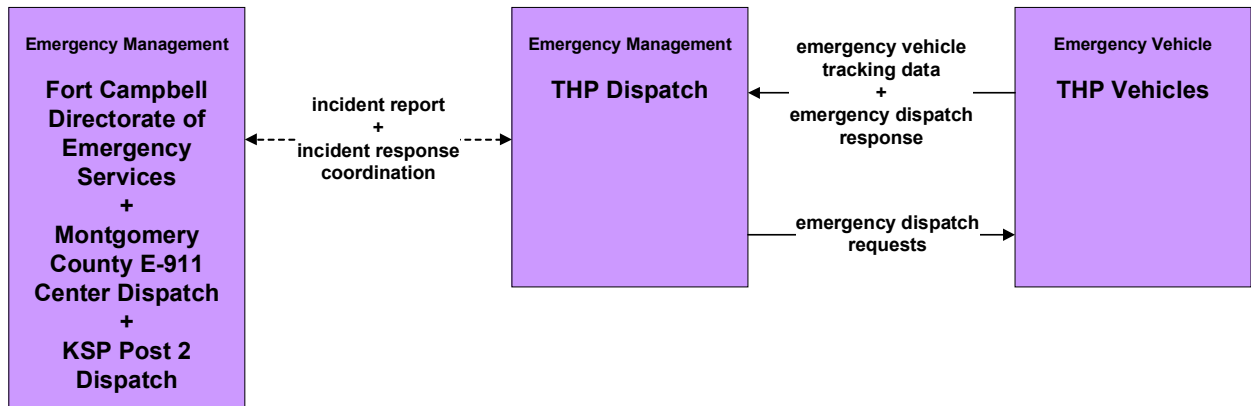 Emergency Management
Fort Campbell
Directorate of
Emergency
Services
+
Montgomery
County E-911
Center Dispatch
+
KSP Post 2
Dispatch
incident report
+
incident response
coordination
Emergency Management
THP Dispatch
emergency vehicle
tracking data
+
emergency dispatch
response
emergency dispatch
requests
Emergency Vehicle
THP Vehicles